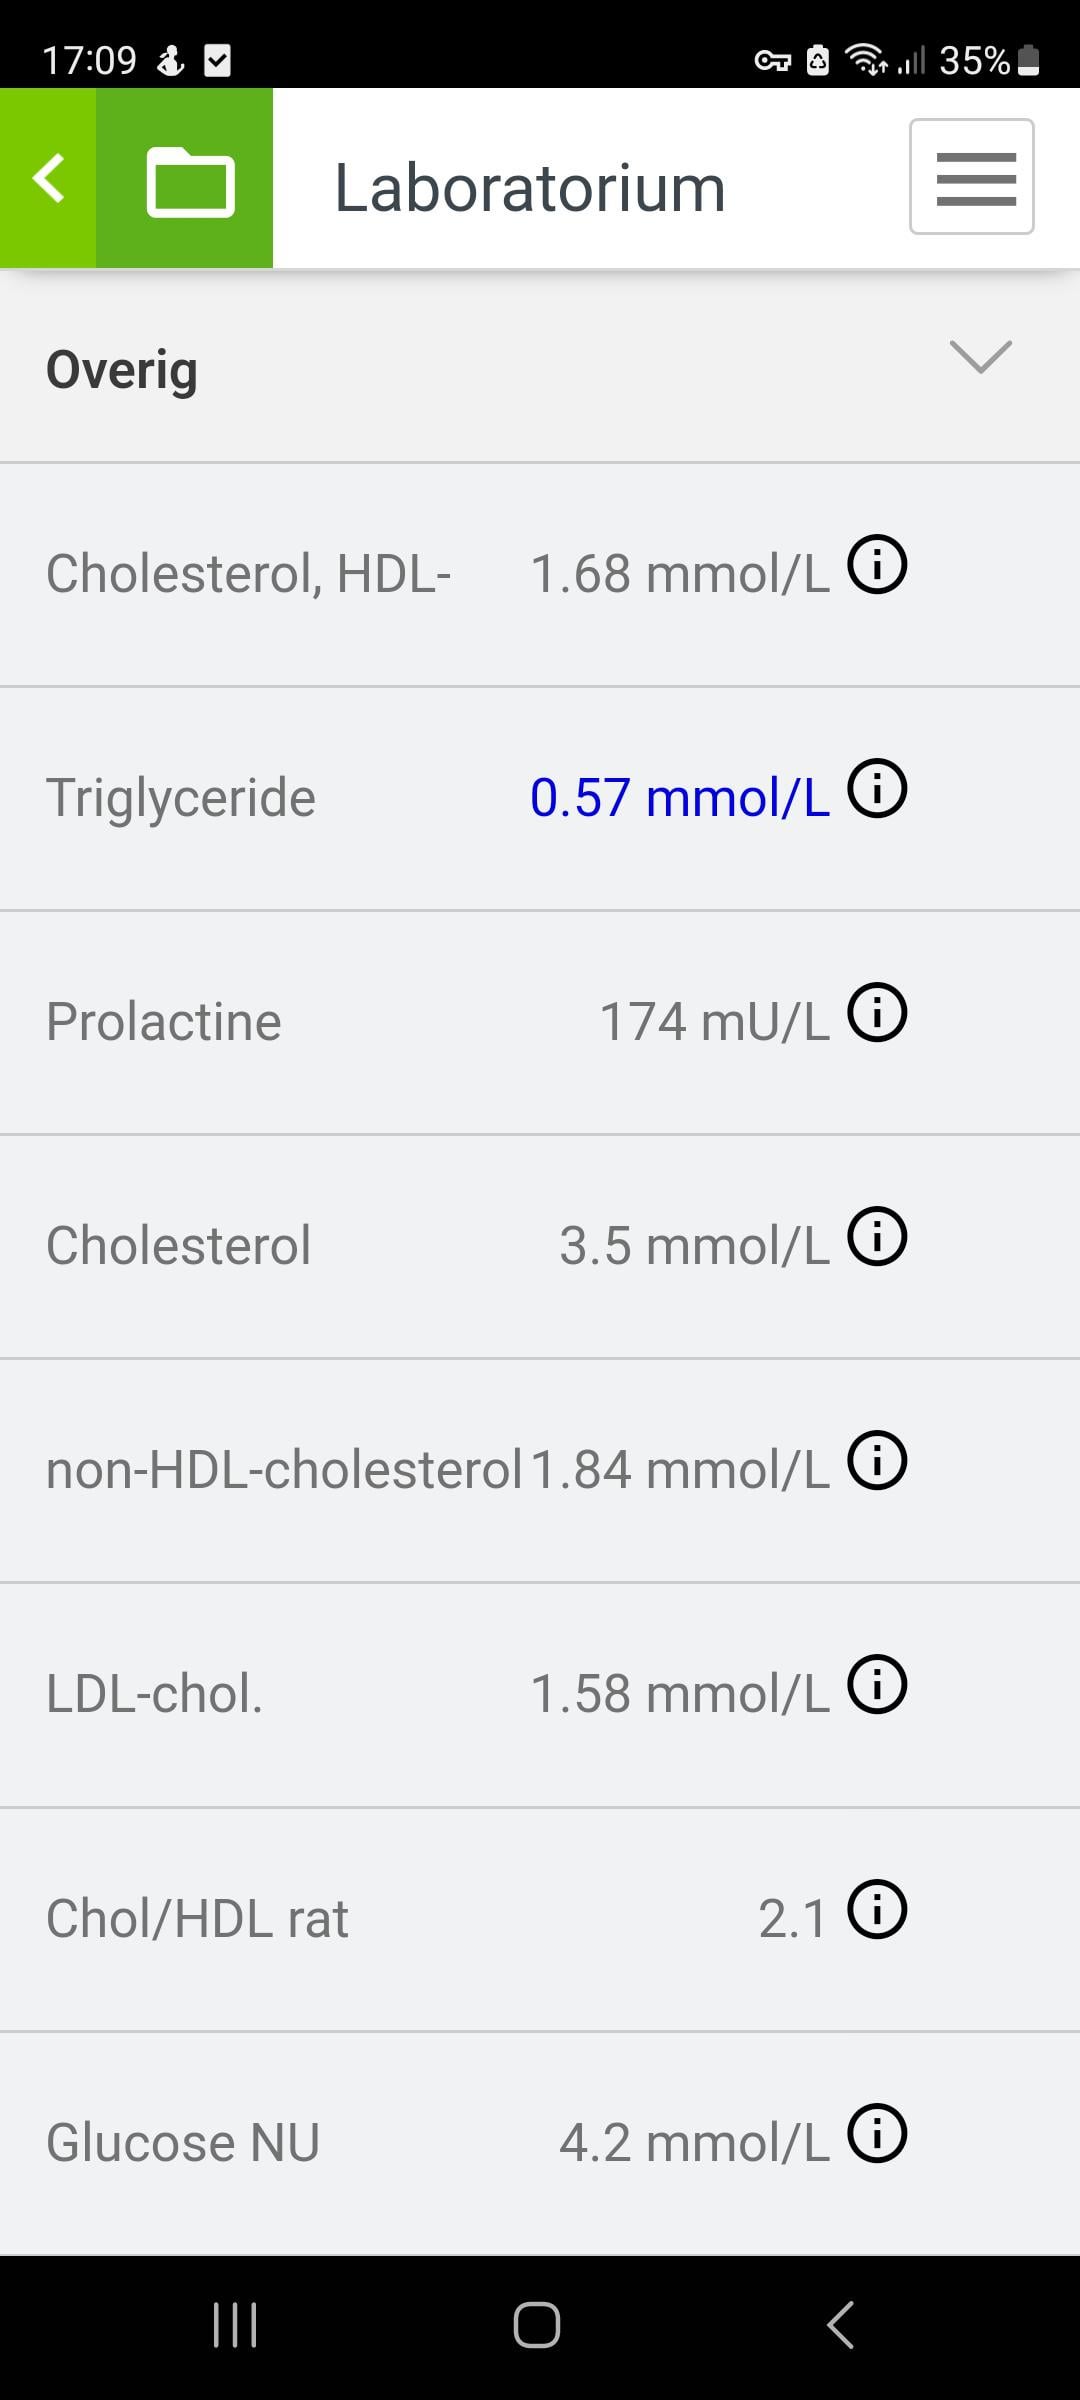 17:09
35%
Laboratorium
Overig
Cholesterol, HDL- 1.68 mmol/L
Triglyceride 0.57 mmol/L
Prolactine 174 mU/L
Cholesterol 3.5 mmol/L
non-HDL-cholesterol 1.84 mmol/L
LDL-chol. 1.58 mmol/L
Chol/HDL rat 2.1
Glucose NU 4.2 mmol/L